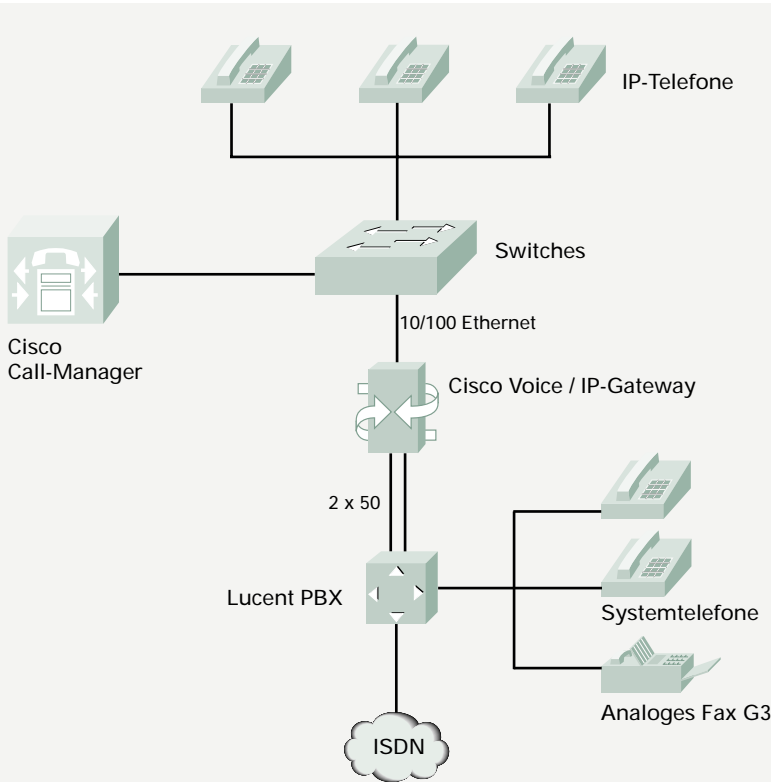 IP-Telefone
Switches
10/100 Ethernet
Cisco
Call-Manager
Cisco Voice / IP-Gateway
2 x 50
Lucent PBX
Systemtelefone
Analoges Fax G3
ISDN